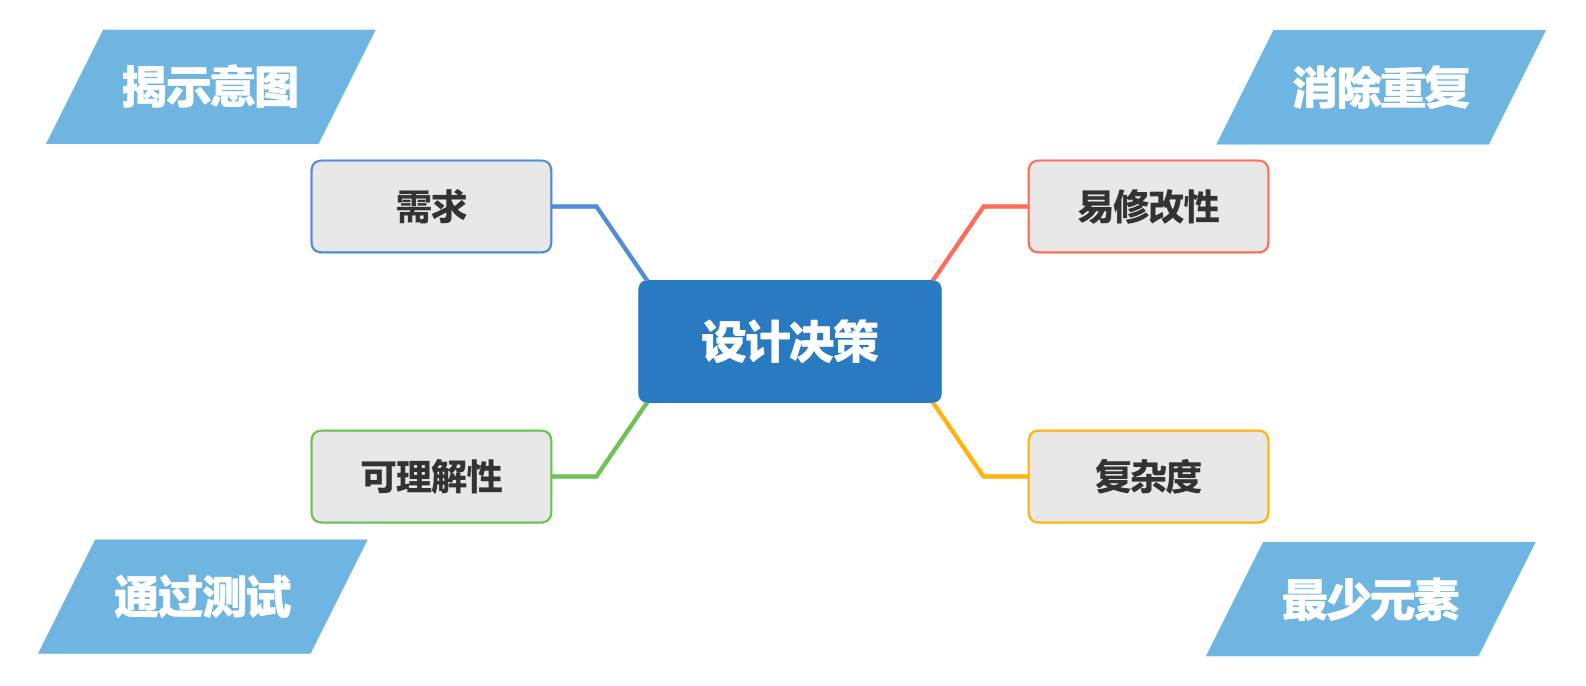 揭示意图
消除重复
需求
易修改性
设计决策
可理解性
复杂度
通过测试
最少元素